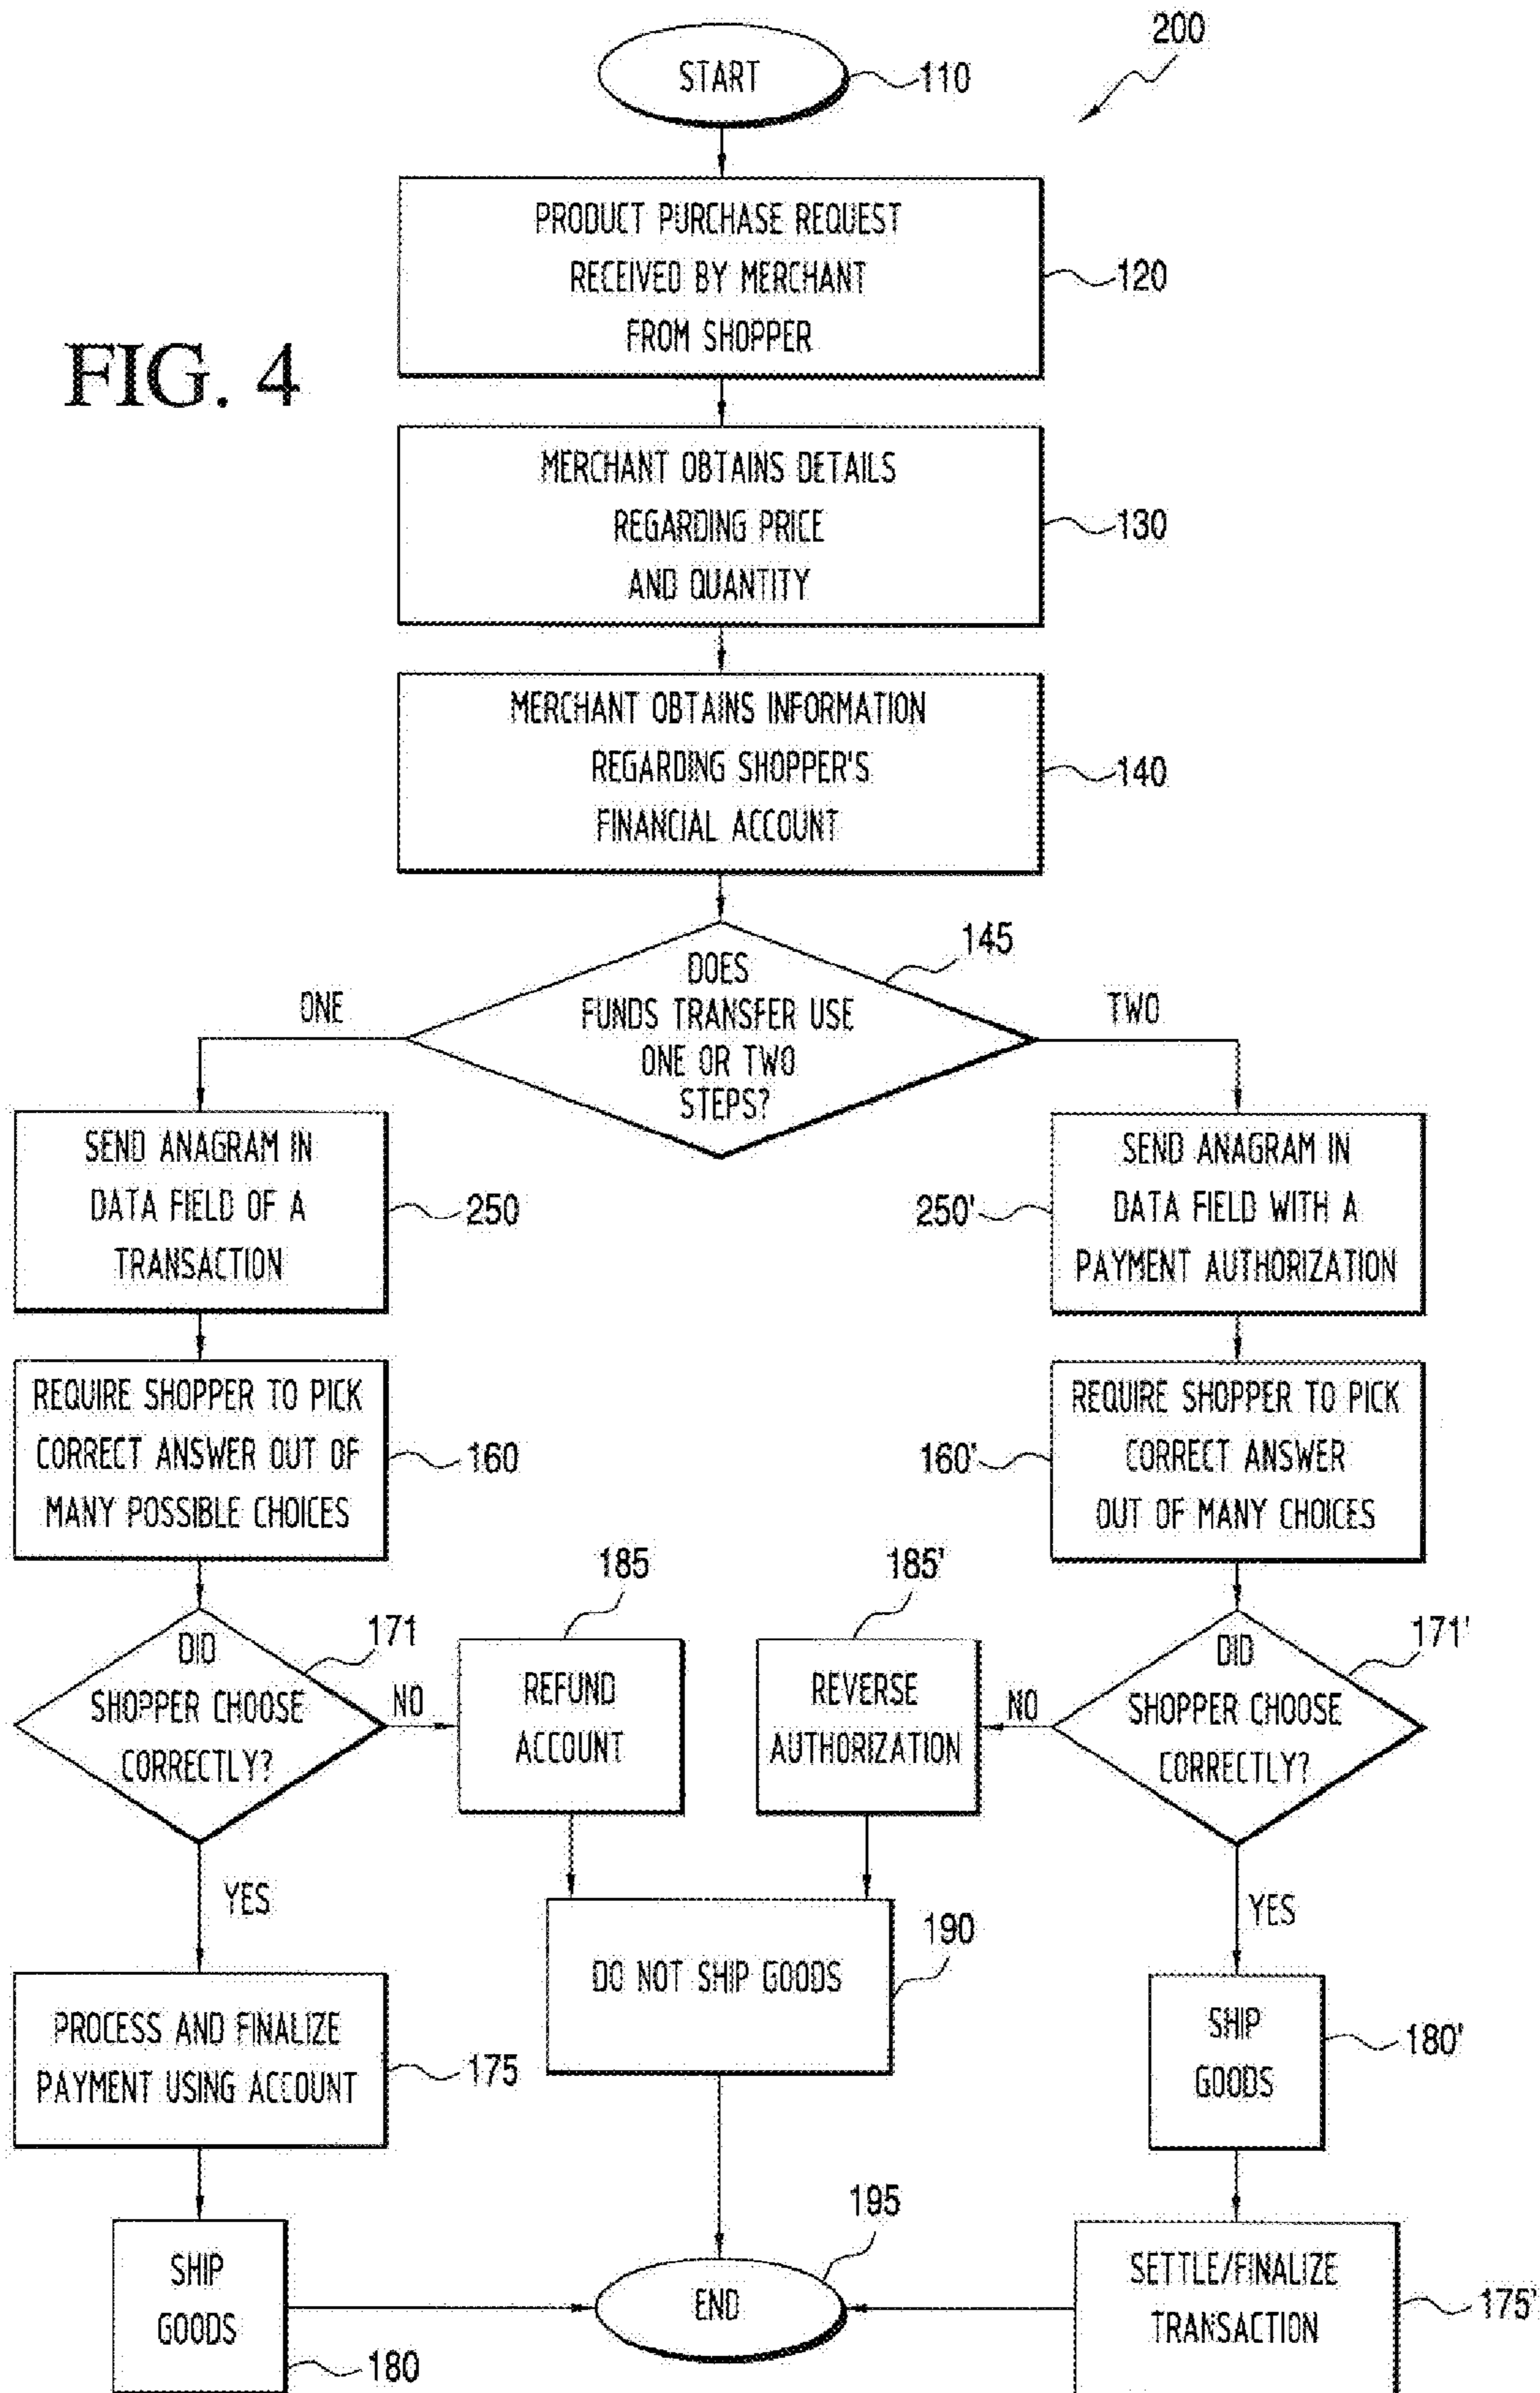 200
START
110
PRODUCT PURCHASE REQUEST
RECEIVED BY MERCHANT
FROM SHOPPER
120
FIG. 4
MERCHANT OBTAINS DETAILS
REGARDING PRICE
AND QUANTITY
130
MERCHANT OBTAINS INFORMATION
REGARDING SHOPPER'S
FINANCIAL ACCOUNT
140
DOES
FUNDS TRANSFER USE
ONE OR TWO
STEPS?
145
ONE
TWO
SEND ANAGRAM IN
DATA FIELD OF A
TRANSACTION
250
SEND ANAGRAM IN
DATA FIELD WITH A
PAYMENT AUTHORIZATION
250'
REQUIRE SHOPPER TO PICK
CORRECT ANSWER OUT OF
MANY POSSIBLE CHOICES
160
REQUIRE SHOPPER TO PICK
CORRECT ANSWER
OUT OF MANY CHOICES
160'
DID
SHOPPER CHOOSE
CORRECTLY?
171
NO
REFUND
ACCOUNT
185
REVERSE
AUTHORIZATION
185'
NO
DID
SHOPPER CHOOSE
CORRECTLY?
171'
YES
DO NOT SHIP GOODS
190
YES
PROCESS AND FINALIZE
PAYMENT USING ACCOUNT
175
SHIP
GOODS
180'
SHIP
GOODS
180
END
195
SETTLE/FINALIZE
TRANSACTION
175'